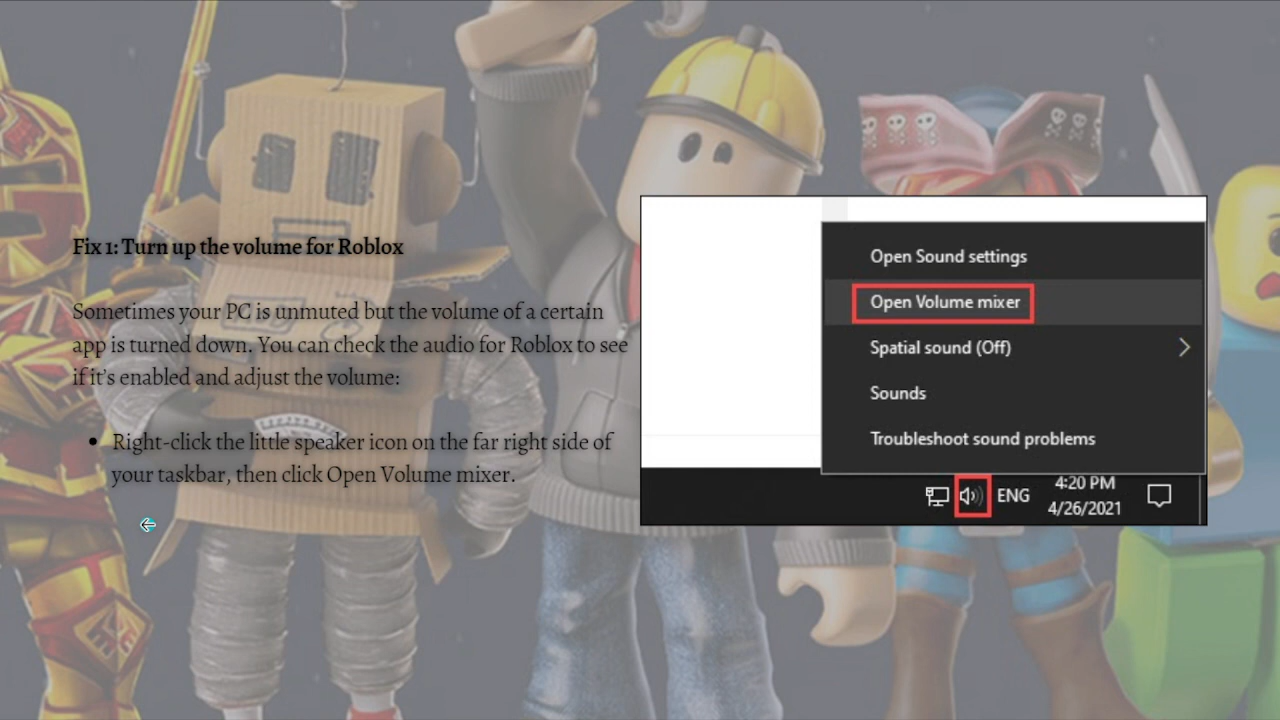 Fix 1: Turn up the volume for Roblox
Sometimes your PC is unmuted but the volume of a certain
app is turned down. You can check the audio for Roblox to see
if it's enabled and adjust the volume:
• Right-click the little speaker icon on the far right side of
your taskbar, then click Open Volume mixer.
Open Sound settings
Open Volume mixer
Spatial sound (Off)
Sounds
Troubleshoot sound problems
ENG
4:20 PM
4/26/2021